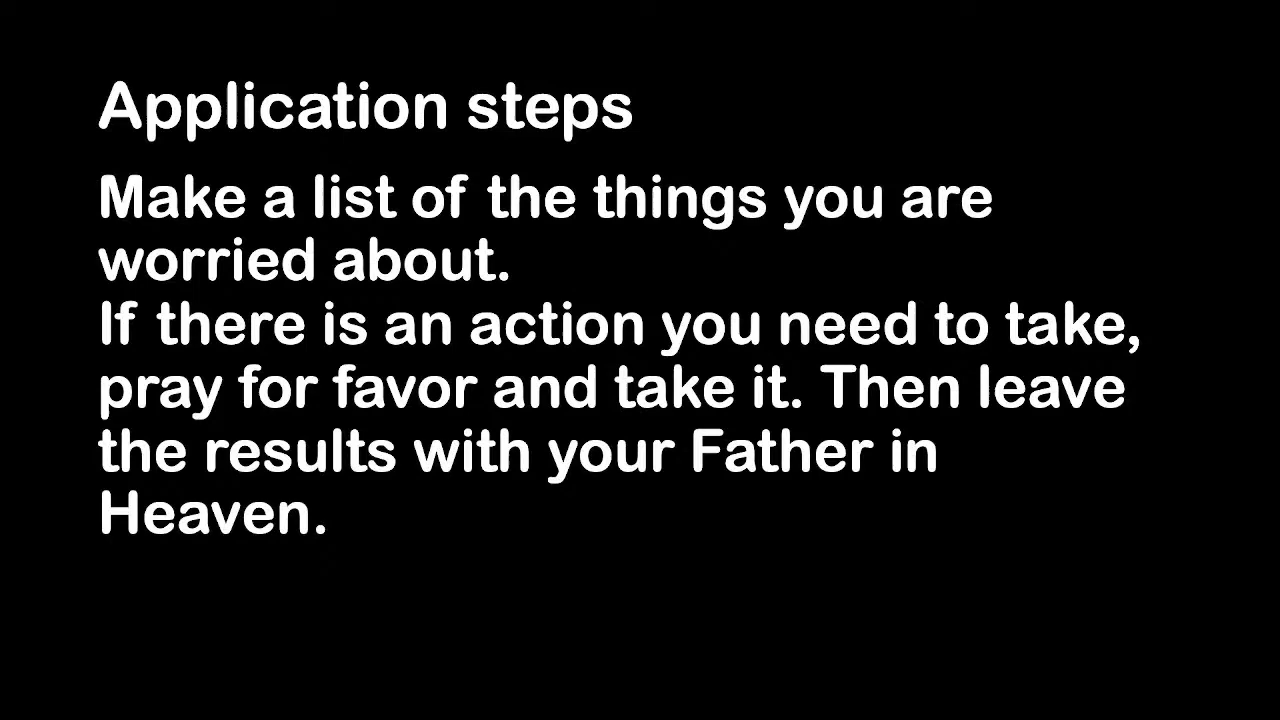 Application steps
Make a list of the things you are
worried about.
If there is an action you need to take,
pray for favor and take it. Then leave
the results with your Father in
Heaven.